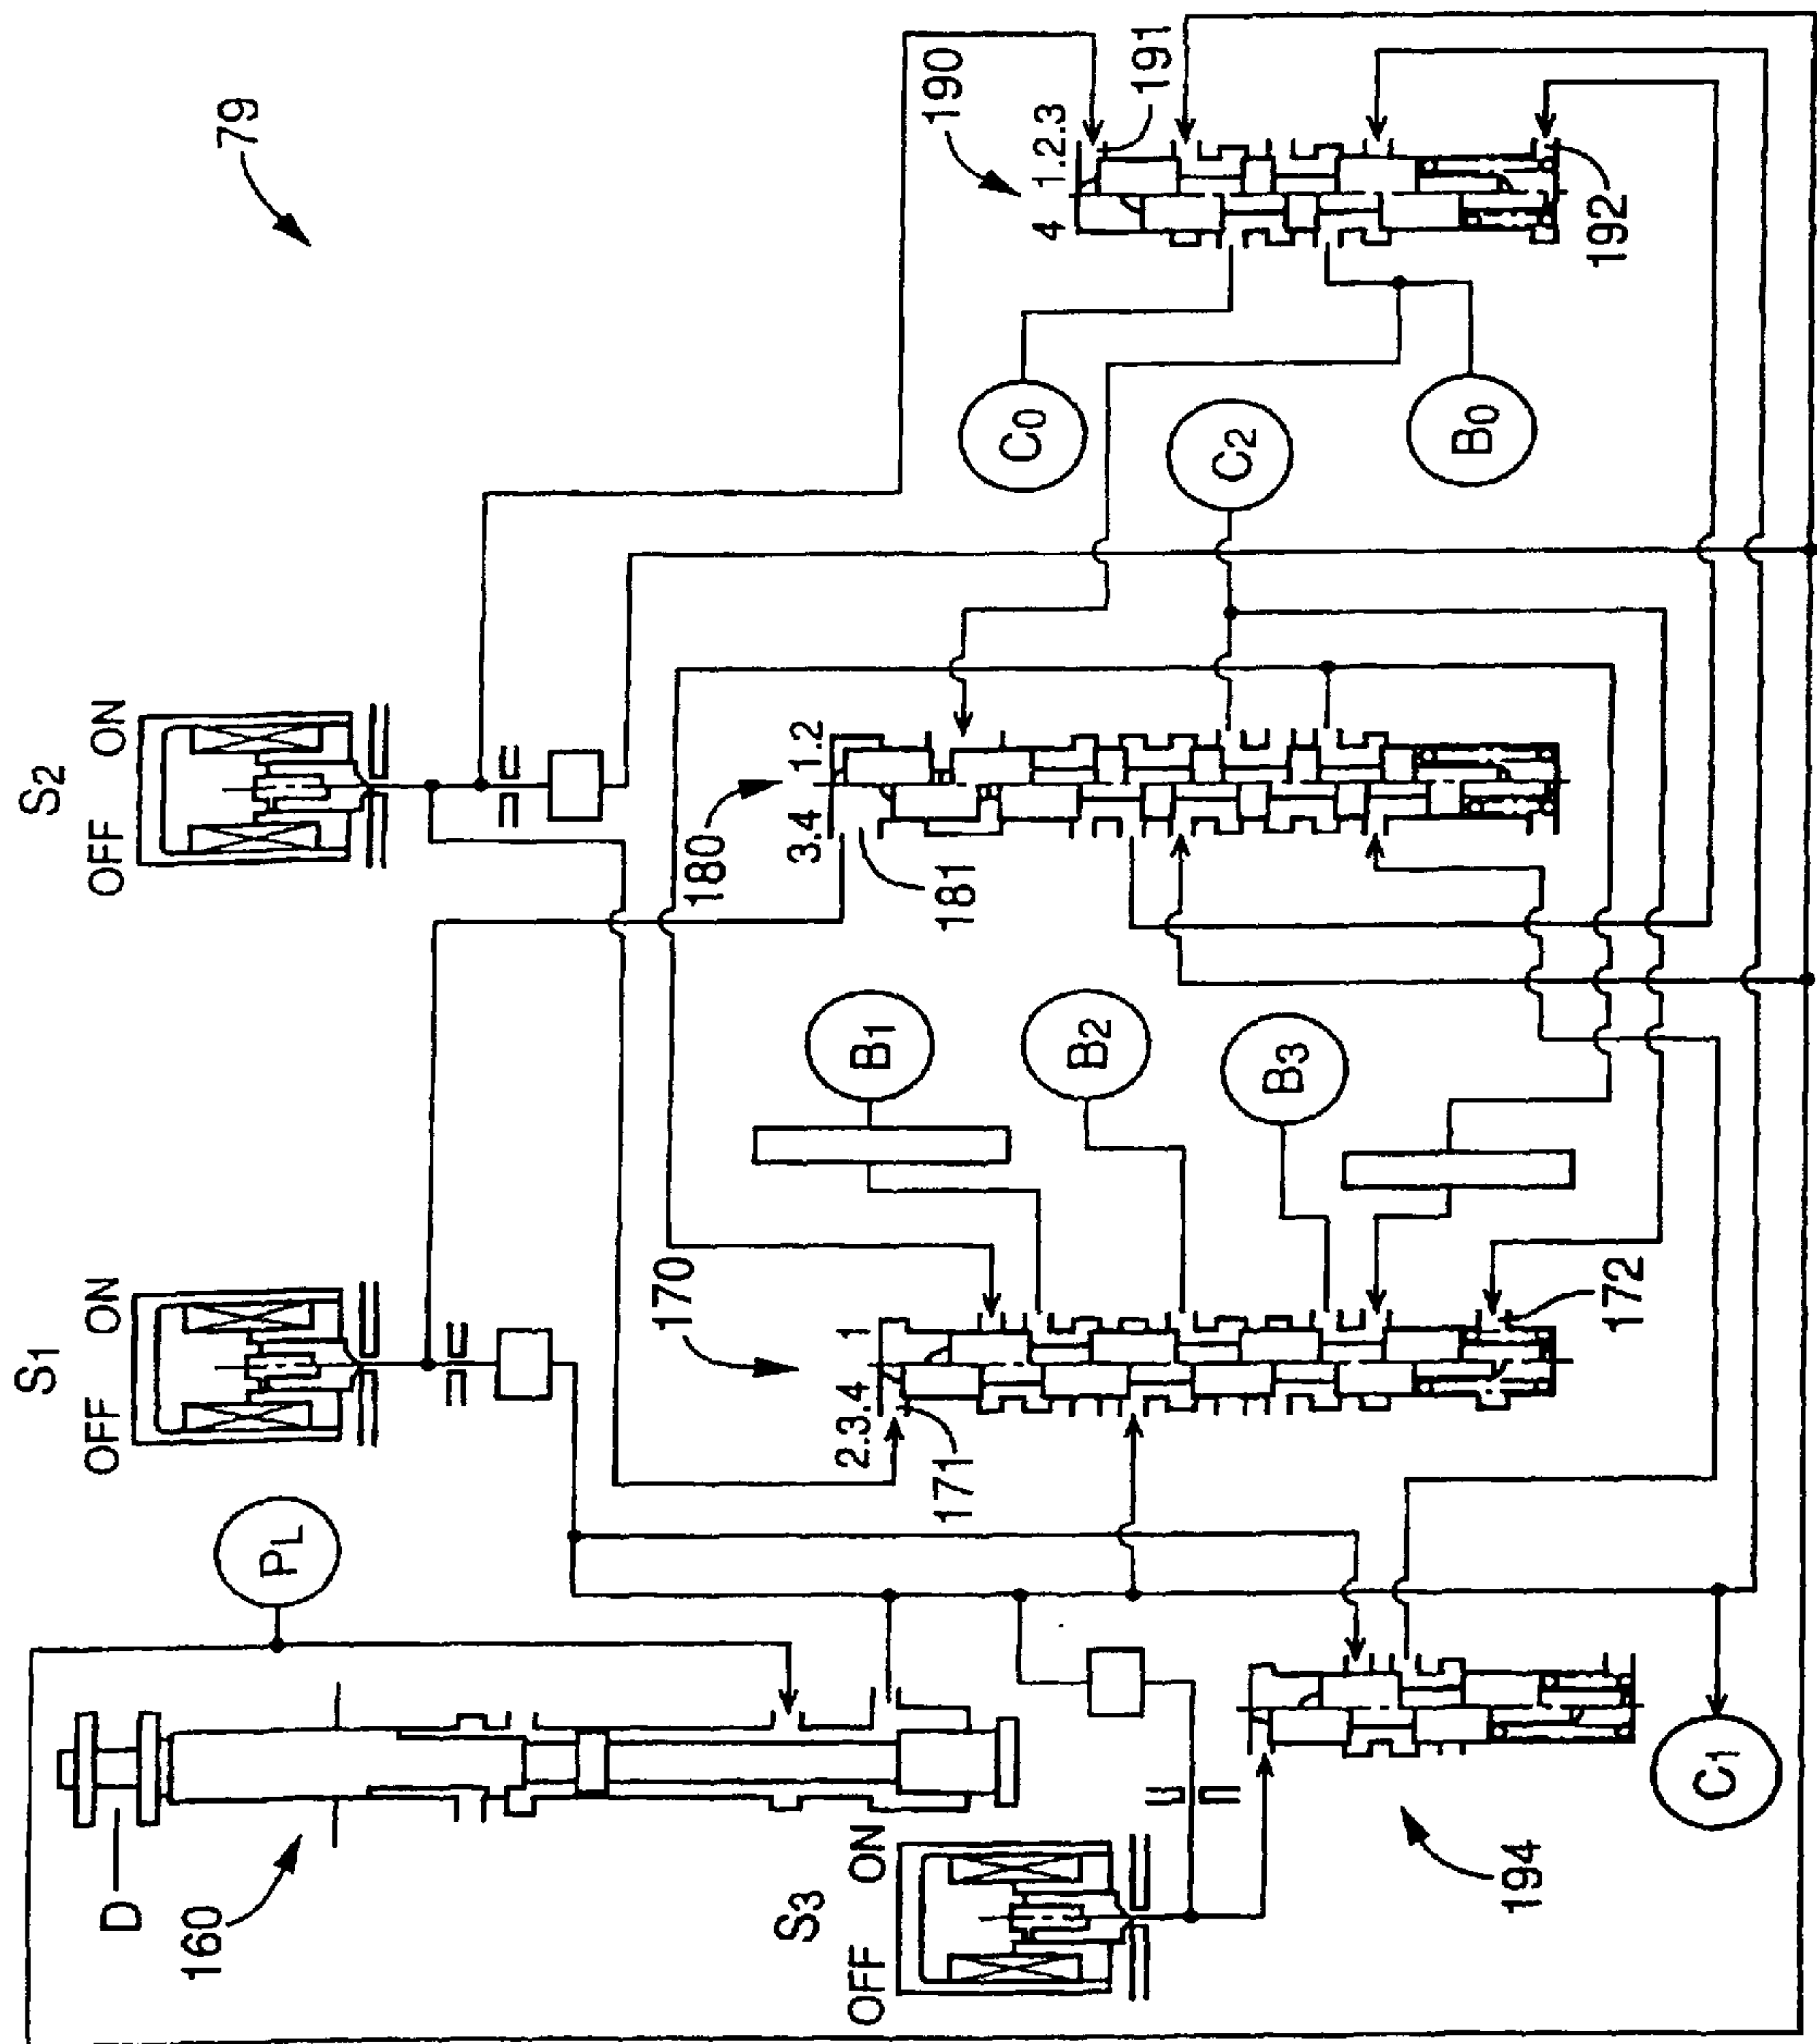 79
S2
OFF ON
S1
OFF ON
PL
D
160
S3
OFF ON
194
C1
170
2.3.4 1
171
172
B1
B2
B3
180
3.4 1.2
181
C0
C2
B0
190
4 1.2.3
191
192